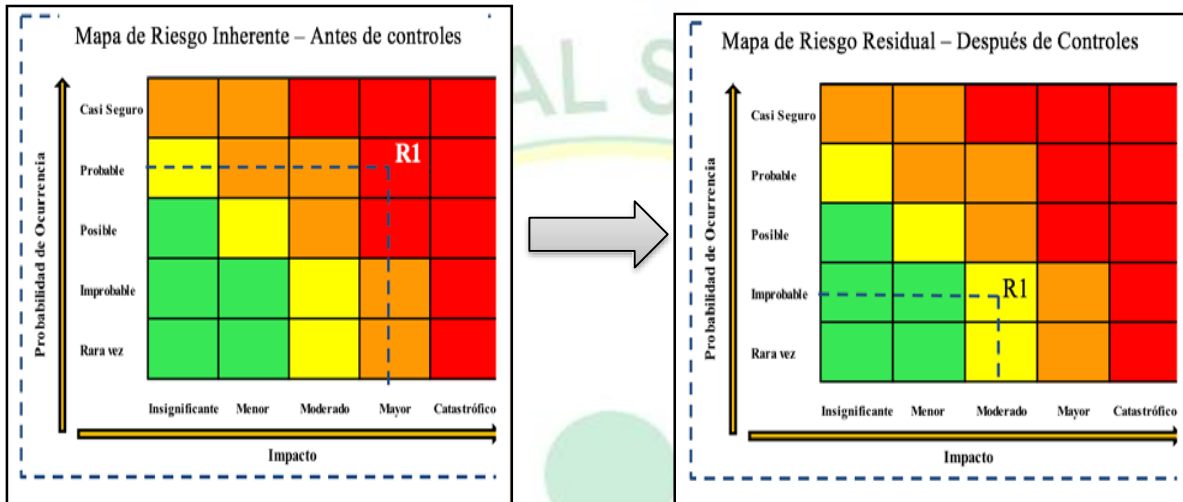 Mapa de Riesgo Inherente – Antes de controles
Probabilidad de Ocurrencia
Casi Seguro
Probable
Posible
Improbable
Rara vez
R1
Insignificante Menor Moderado Mayor Catastrófico
Impacto
AL S
Mapa de Riesgo Residual – Después de Controles
Probabilidad de Ocurrencia
Casi Seguro
Probable
Posible
Improbable
Rara vez
R1
Insignificante Menor Moderado Mayor Catastrófico
Impacto